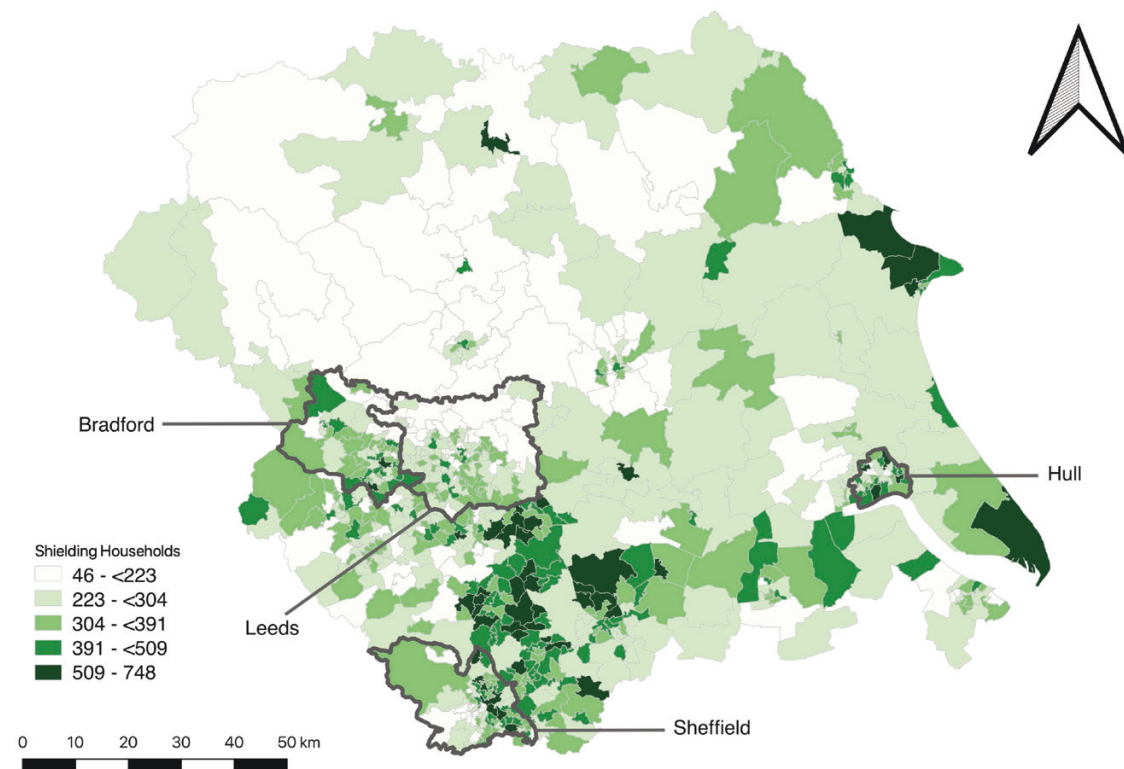 Bradford
Hull
Shielding Households
46 - <223
223 - <304
304 - <391
391 - <509
509 - 748
Leeds
Sheffield
0 10 20 30 40 50 km